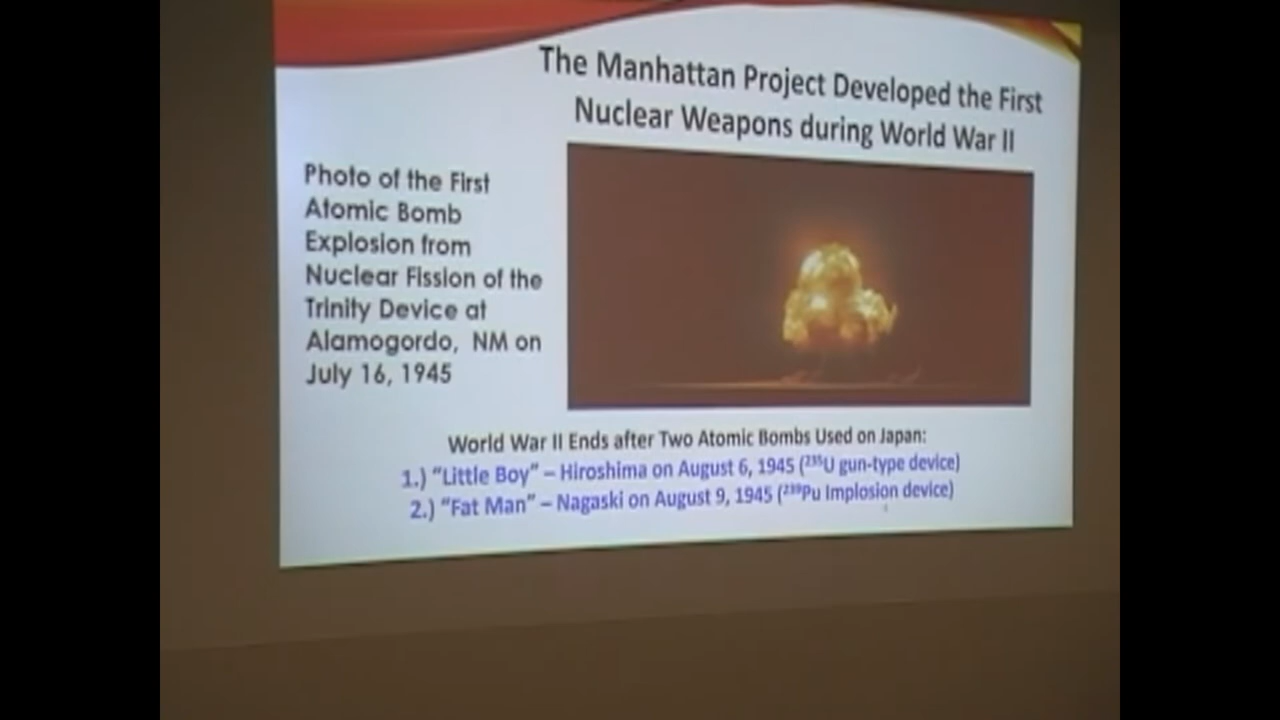 The Manhattan Project Developed the First
Nuclear Weapons during World War II
Photo of the First
Atomic Bomb
Explosion from
Nuclear Fission of the
Trinity Device at
Alamogordo, NM on
July 16, 1945
World War II Ends after Two Atomic Bombs Used on Japan:
1.) “Little Boy” – Hiroshima on August 6, 1945 (²³⁵U gun-type device)
2.) “Fat Man” – Nagaski on August 9, 1945 (²³⁹Pu Implosion device)